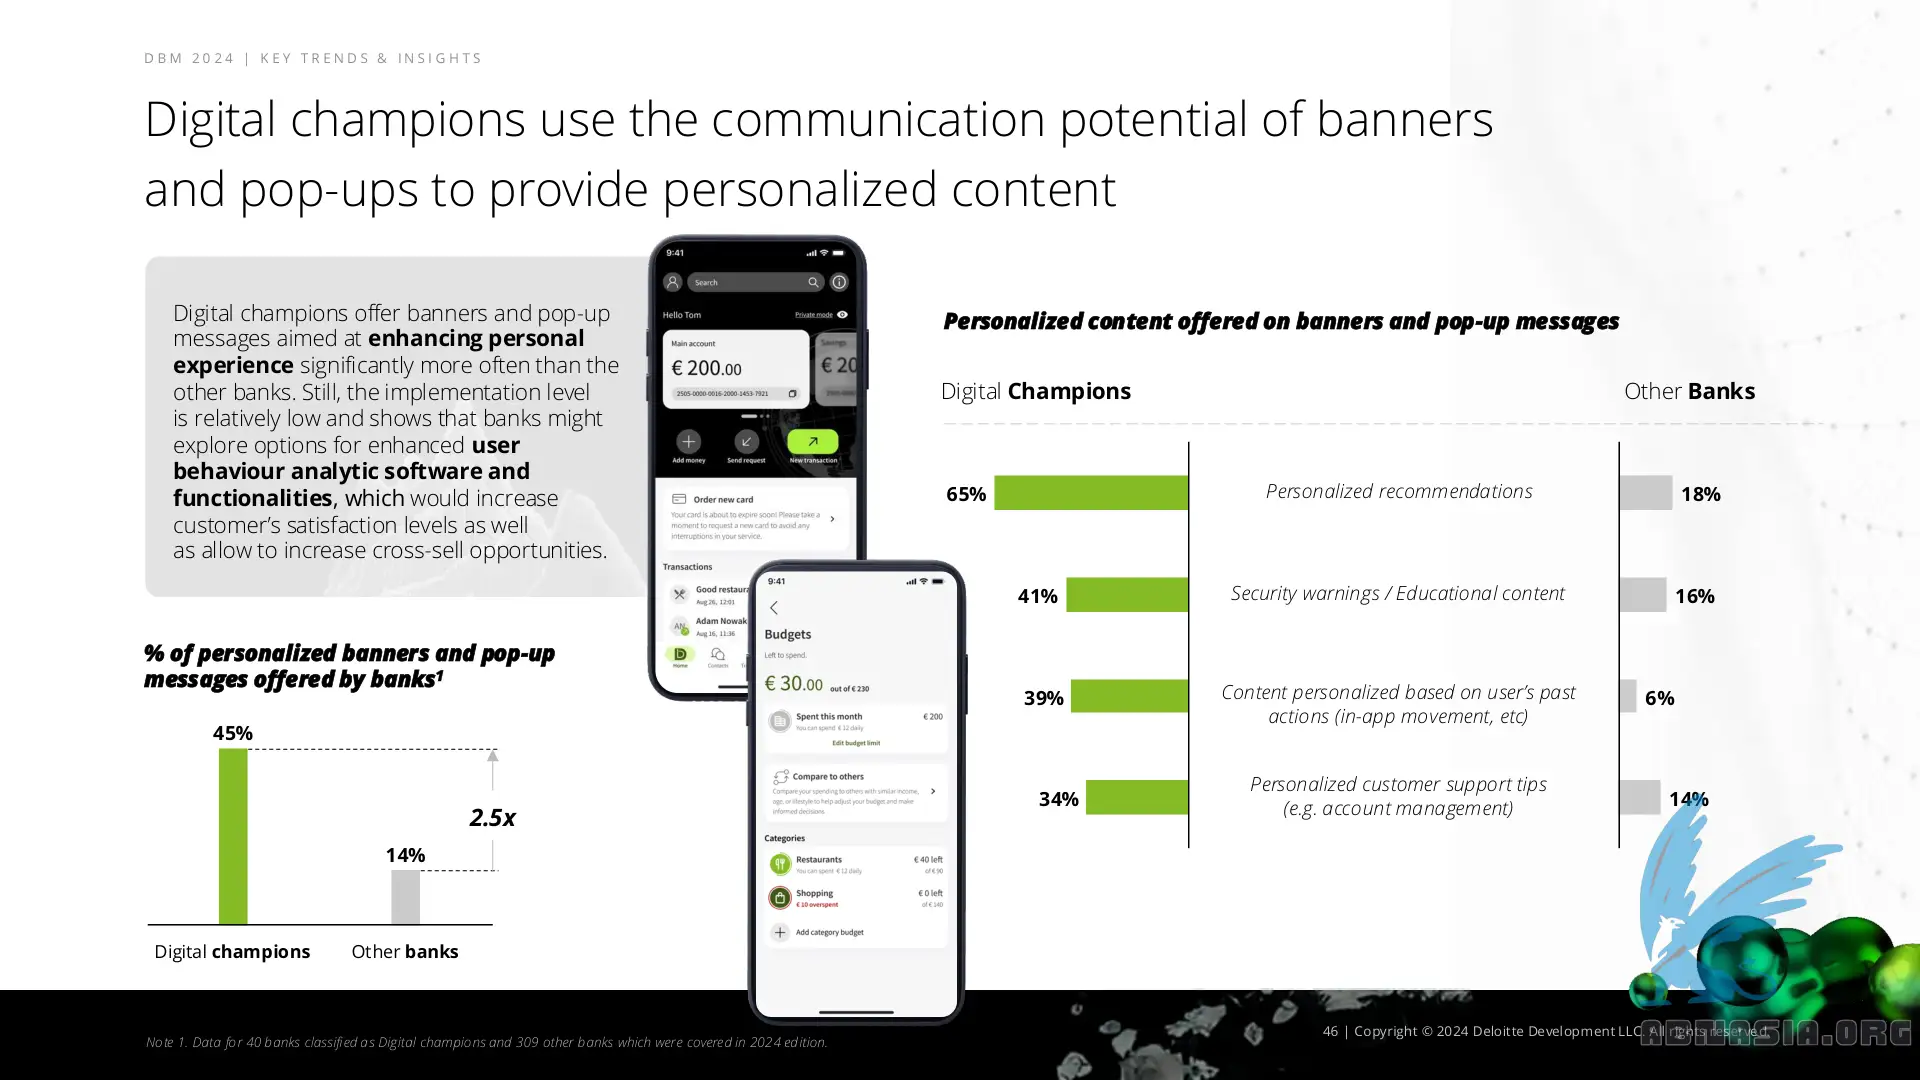 DBM 2024 | KEY TRENDS & INSIGHTS
Digital champions use the communication potential of banners
and pop-ups to provide personalized content
Digital champions offer banners and pop-up
messages aimed at enhancing personal
experience significantly more often than the
other banks. Still, the implementation level
is relatively low and shows that banks might
explore options for enhanced user
behaviour analytic software and
functionalities, which would increase
customer's satisfaction levels as well
as allow to increase cross-sell opportunities.
% of personalized banners and pop-up
messages offered by banks¹
45%
2.5x
14%
Digital champions
Other banks
9:41
Search
Hello Tom
Private mode
Main account
€ 200.00
2505-0000-0016-2000-1453-7921
Savings
€ 20
Add money
Send request
New transaction
Order new card
Your card is about to expire soon! Please take a
moment to request a new card to avoid any
interruptions in your service.
Transactions
Good restaur
Aug 26, 12:01
AN
Adam Nowak
Aug 16, 11:36
Home
Contacts
9:41
Budgets
Left to spend.
€ 30.00 out of € 230
Spent this month
€ 200
You can spend € 12 daily
Edit budget limit
Compare to others
Compare your spending to others with similar income,
age, or lifestyle to help adjust your budget and make
informed decisions.
Categories
Restaurants
€ 40 left
You can spend € 12 daily
of € 90
Shopping
€ 0 left
€ 10 overspent
of € 140
Add category budget
Personalized content offered on banners and pop-up messages
Digital Champions
Other Banks
65%
Personalized recommendations
18%
41%
Security warnings / Educational content
16%
39%
Content personalized based on user's past
actions (in-app movement, etc)
6%
34%
Personalized customer support tips
(e.g. account management)
14%
Note 1. Data for 40 banks classified as Digital champions and 309 other banks which were covered in 2024 edition.
46 | Copyright © 2024 Deloitte Development LLC. All rights reserved.
ABIVASIA.ORG